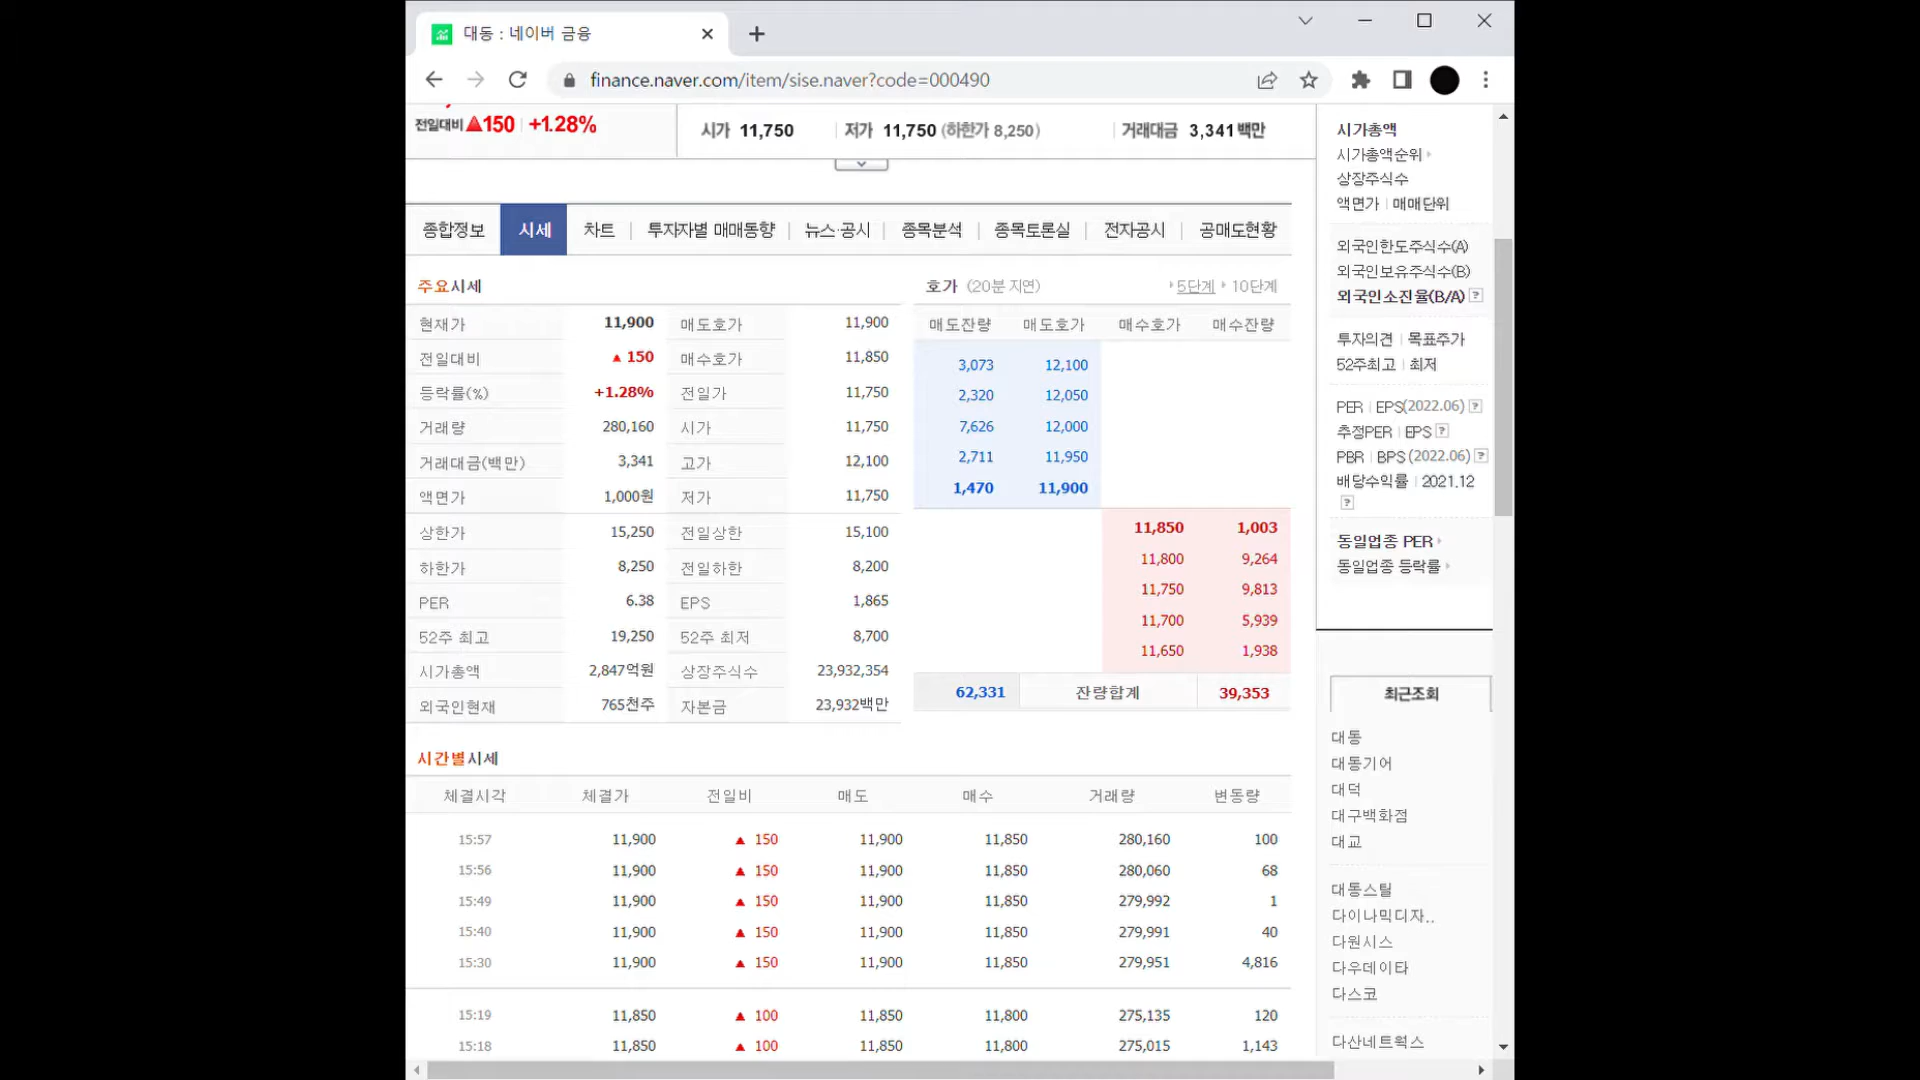 대동 : 네이버 금융
finance.naver.com/item/sise.naver?code=000490
전일대비 ▲150 +1.28%
시가 11,750 저가 11,750 (하한가 8,250) 거래대금 3,341 백만
종합정보 시세 차트 투자자별 매매동향 뉴스·공시 종목분석 종목토론실 전자공시 공매도현황
주요시세
현재가 11,900 매도호가 11,900
전일대비 ▲ 150 매수호가 11,850
등락률(%) +1.28% 전일가 11,750
거래량 280,160 시가 11,750
거래대금(백만) 3,341 고가 12,100
액면가 1,000원 저가 11,750
상한가 15,250 전일상한 15,100
하한가 8,250 전일하한 8,200
PER 6.38 EPS 1,865
52주 최고 19,250 52주 최저 8,700
시가총액 2,847억원 상장주식수 23,932,354
외국인현재 765천주 자본금 23,932백만
호가 (20분 지연) 5단계 10단계
매도잔량 매도호가 매수호가 매수잔량
3,073 12,100
2,320 12,050
7,626 12,000
2,711 11,950
1,470 11,900
11,850 1,003
11,800 9,264
11,750 9,813
11,700 5,939
11,650 1,938
62,331 잔량합계 39,353
시간별시세
체결시각 체결가 전일비 매도 매수 거래량 변동량
15:57 11,900 ▲ 150 11,900 11,850 280,160 100
15:56 11,900 ▲ 150 11,900 11,850 280,060 68
15:49 11,900 ▲ 150 11,900 11,850 279,992 1
15:40 11,900 ▲ 150 11,900 11,850 279,991 40
15:30 11,900 ▲ 150 11,900 11,850 279,951 4,816
15:19 11,850 ▲ 100 11,850 11,800 275,135 120
15:18 11,850 ▲ 100 11,850 11,800 275,015 1,143
시가총액
시가총액순위
상장주식수
액면가 | 매매단위
외국인한도주식수(A)
외국인보유주식수(B)
외국인소진율(B/A) ?
투자의견 | 목표주가
52주최고 | 최저
PER | EPS(2022.06) ?
추정PER | EPS ?
PBR | BPS (2022.06) ?
배당수익률 | 2021.12
?
동일업종 PER
동일업종 등락률
최근조회
대동
대동기어
대덕
대구백화점
대교
대동스틸
다이나믹디자..
다원시스
다우데이타
다스코
다산네트웍스